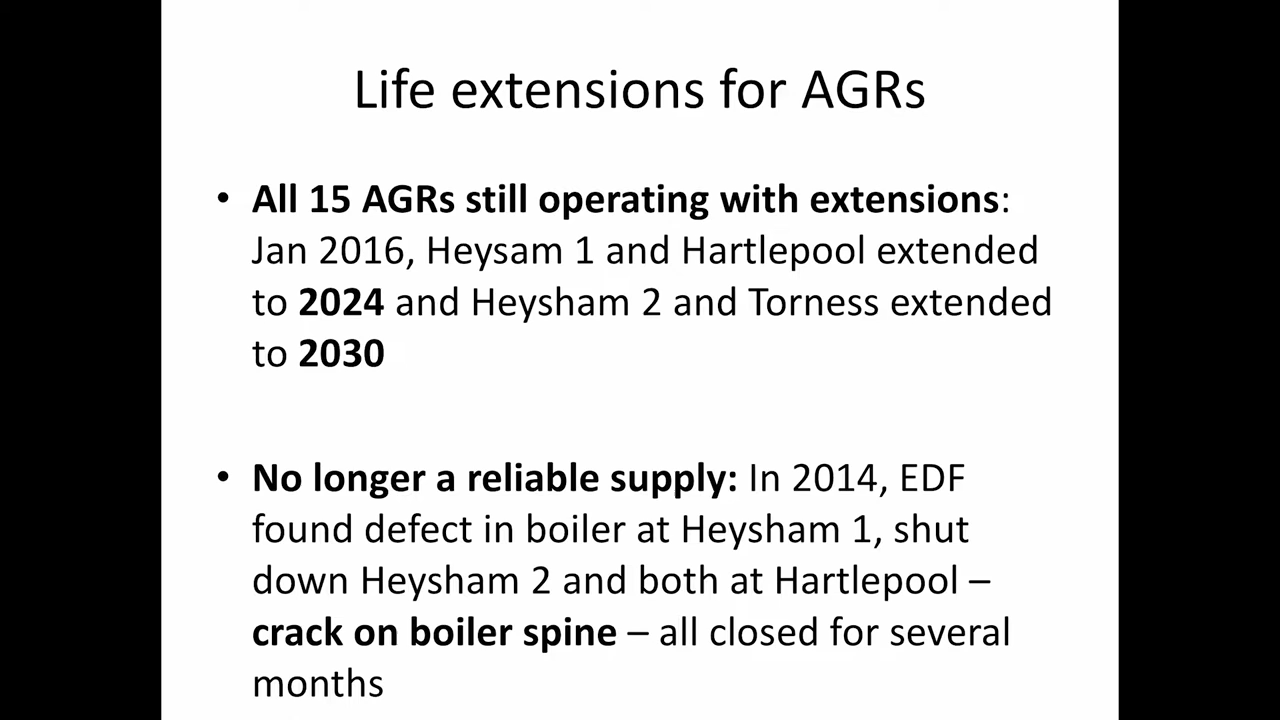 Life extensions for AGRs
• All 15 AGRs still operating with extensions:
Jan 2016, Heysam 1 and Hartlepool extended
to 2024 and Heysham 2 and Torness extended
to 2030
• No longer a reliable supply: In 2014, EDF
found defect in boiler at Heysham 1, shut
down Heysham 2 and both at Hartlepool –
crack on boiler spine – all closed for several
months